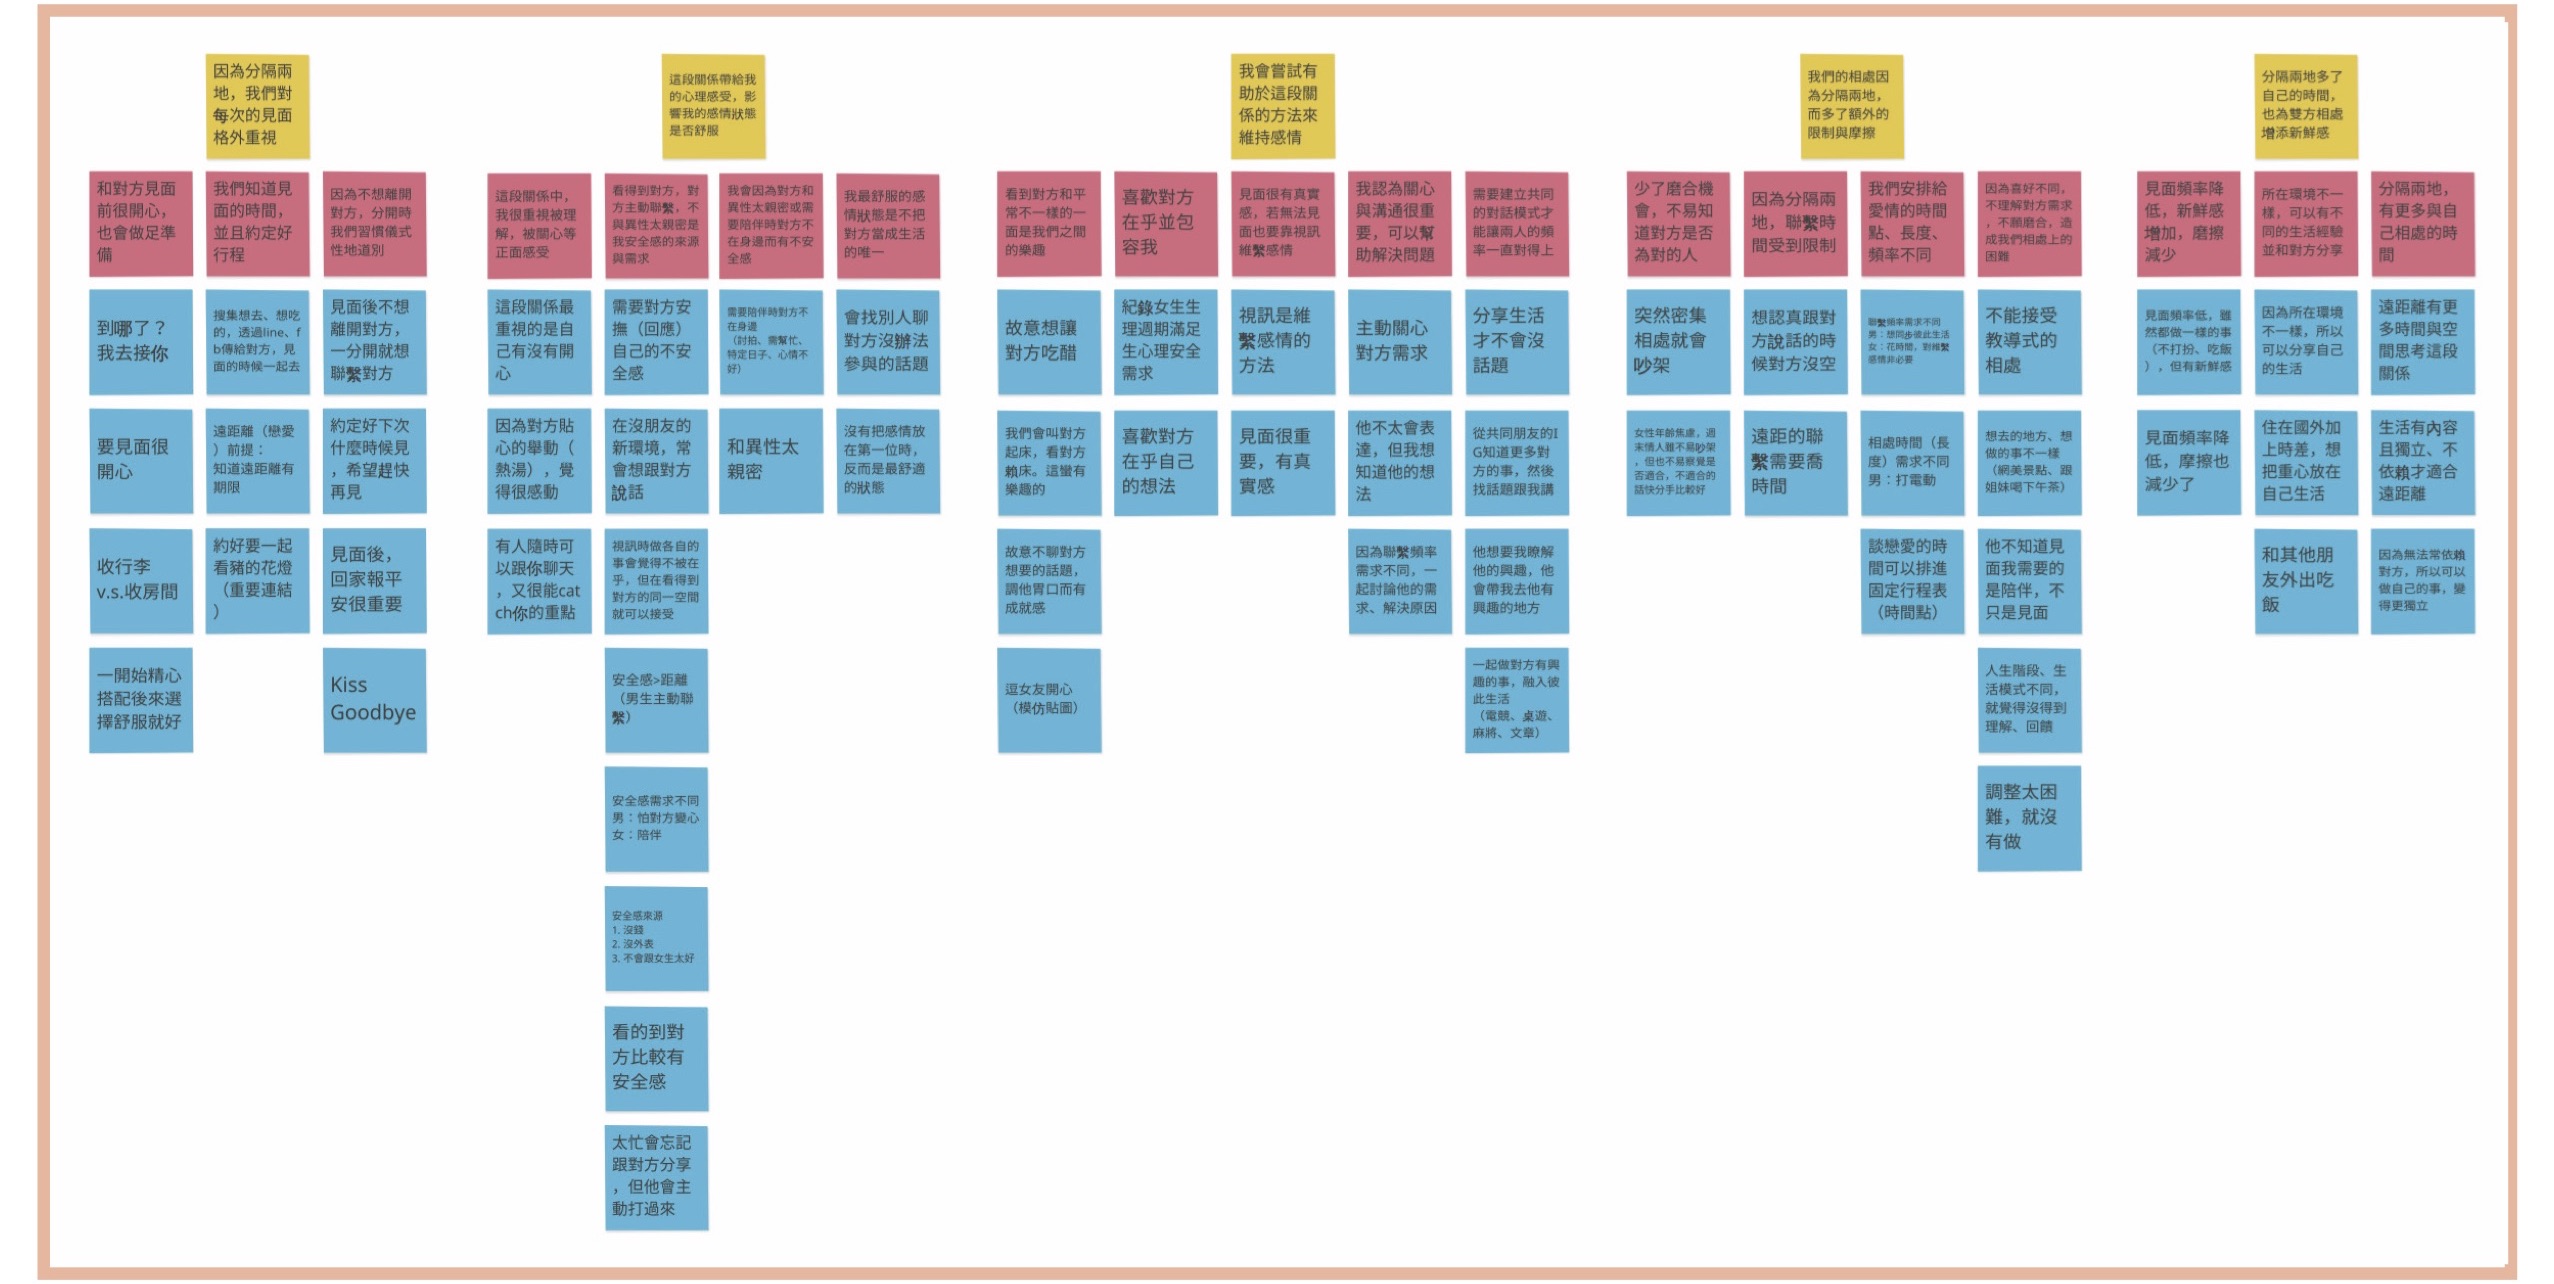 因為分隔兩
地，我們對
每次的見面
格外重視
和對方見面
前很開心，
也會做足準
備
到哪了？
我去接你
要見面很
開心
收行李
v.s.收房間
一開始精心
搭配後來選
擇舒服就好
我們知道見
面的時間，
並且約定好
行程
搜集想去、想吃
的，透過line、f
b傳給對方，見
面的時候一起去
遠距離（戀愛
）前提：
知道遠距離有
期限
約好要一起
看豬的花燈
（重要連結
）
因為不想離開
對方，分開時
我們習慣儀式
性地道別
見面後不想
離開對方，
一分開就想
聯繫對方
約定好下次
什麼時候見
，希望趕快
再見
見面後，
回家報平
安很重要
Kiss
Goodbye
這段關係帶給我
的心理感受，影
響我的感情狀態
是否舒服
這段關係中，
我很重視被理
解，被關心等
正面感受
這段關係最
重視的是自
己有沒有開
心
因為對方貼
心的舉動（
熱湯），覺
得很感動
有人隨時可
以跟你聊天
，又很能cat
ch你的重點
看得到對方，對
方主動聯繫，不
與異性太親密是
我安全感的來源
與需求
需要對方安
撫（回應）
自己的不安
全感
在沒朋友的
新環境，常
會想跟對方
說話
視訊時做各自的
事會覺得不被在
乎，但在看得到
對方的同一空間
就可以接受
安全感>距離
（男生主動聯
繫）
安全感需求不同
男：怕對方變心
女：陪伴
安全感來源
1. 沒錢
2. 沒外表
3. 不會跟女生太好
看的到對
方比較有
安全感
太忙會忘記
跟對方分享
，但他會主
動打過來
我會因為對方和
異性太親密或需
要陪伴時對方不
在身邊而有不安
全感
需要陪伴時對方不
在身邊
（討拍、需幫忙、
特定日子、心情不
好）
和異性太
親密
我最舒服的感
情狀態是不把
對方當成生活
的唯一
會找別人聊
對方沒辦法
參與的話題
沒有把感情放
在第一位時，
反而是最舒適
的狀態
我會嘗試有
助於這段關
係的方法來
維持感情
看到對方和平
常不一樣的一
面是我們之間
的樂趣
故意想讓
對方吃醋
我們會叫對方
起床，看對方
賴床。這蠻有
樂趣的
故意不聊對方
想要的話題，
調他胃口而有
成就感
逗女友開心
（模仿貼圖）
喜歡對方
在乎並包
容我
紀錄女生生
理週期滿足
生心理安全
需求
喜歡對方
在乎自己
的想法
見面很有真實
感，若無法見
面也要靠視訊
維繫感情
視訊是維
繫感情的
方法
見面很重
要，有真
實感
我認為關心
與溝通很重
要，可以幫
助解決問題
主動關心
對方需求
他不太會表
達，但我想
知道他的想
法
因為聯繫頻率
需求不同，一
起討論他的需
求、解決原因
需要建立共同
的對話模式才
能讓兩人的頻
率一直對得上
分享生活
才不會沒
話題
從共同朋友的I
G知道更多對
方的事，然後
找話題跟我講
他想要我瞭解
他的興趣，他
會帶我去他有
興趣的地方
一起做對方有興
趣的事，融入彼
此生活
（電競、桌遊、
麻將、文章）
我們的相處因
為分隔兩地，
而多了額外的
限制與摩擦
少了磨合機
會，不易知
道對方是否
為對的人
突然密集
相處就會
吵架
女性年齡焦慮，週
末情人雖不易吵架
，但也不易察覺是
否適合，不適合的
話快分手比較好
因為分隔兩
地，聯繫時
間受到限制
想認真跟對
方說話的時
候對方沒空
遠距的聯
繫需要喬
時間
我們安排給
愛情的時間
點、長度、
頻率不同
聯繫頻率需求不同
男：想同步彼此生活
女：花時間，對維繫
感情非必要
相處時間（長
度）需求不同
男：打電動
談戀愛的時
間可以排進
固定行程表
（時間點）
因為喜好不同，
不理解對方需求
，不願磨合，造
成我們相處上的
困難
不能接受
教導式的
相處
想去的地方、想
做的事不一樣
（網美景點、跟
姐妹喝下午茶）
他不知道見
面我需要的
是陪伴，不
只是見面
人生階段、生
活模式不同，
就覺得沒得到
理解、回饋
調整太困
難，就沒
有做
分隔兩地多了
自己的時間，
也為雙方相處
增添新鮮感
見面頻率降
低，新鮮感
增加，磨擦
減少
見面頻率低，雖
然都做一樣的事
（不打扮、吃飯
），但有新鮮感
見面頻率降
低，摩擦也
減少了
所在環境不一
樣，可以有不
同的生活經驗
並和對方分享
因為所在環境
不一樣，所以
可以分享自己
的生活
住在國外加
上時差，想
把重心放在
自己生活
和其他朋
友外出吃
飯
分隔兩地，
有更多與自
己相處的時
間
遠距離有更
多時間與空
間思考這段
關係
生活有內容
且獨立、不
依賴才適合
遠距離
因為無法常依賴
對方，所以可以
做自己的事，變
得更獨立